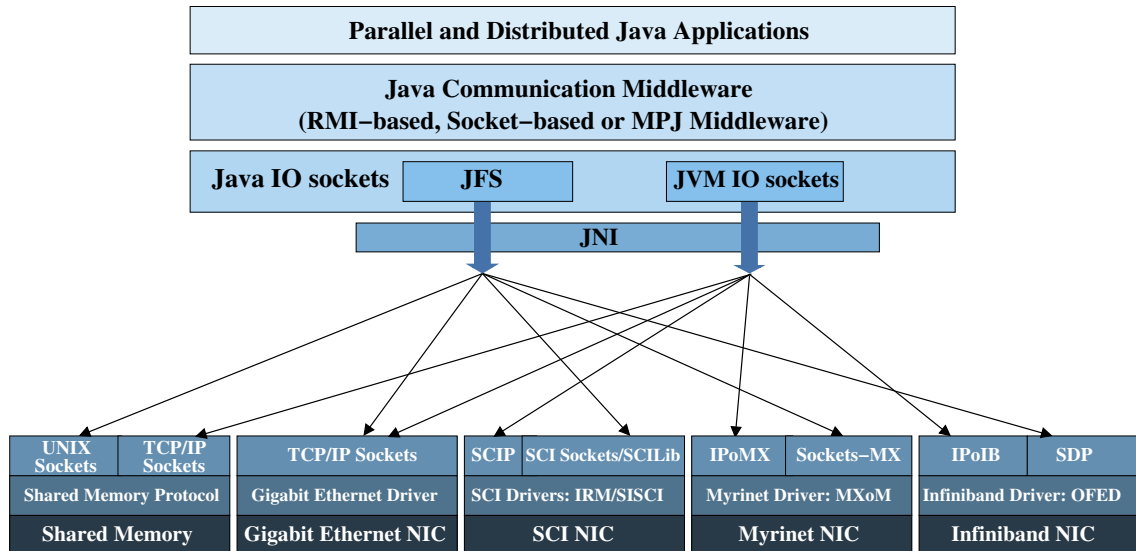 Parallel and Distributed Java Applications
Java Communication Middleware
(RMI−based, Socket−based or MPJ Middleware)
Java IO sockets
JFS
JVM IO sockets
JNI
UNIX
Sockets
TCP/IP
Sockets
TCP/IP Sockets
SCIP
SCI Sockets/SCILib
IPoMX
Sockets−MX
IPoIB
SDP
Shared Memory Protocol
Gigabit Ethernet Driver
SCI Drivers: IRM/SISCI
Myrinet Driver: MXoM
Infiniband Driver: OFED
Shared Memory
Gigabit Ethernet NIC
SCI NIC
Myrinet NIC
Infiniband NIC